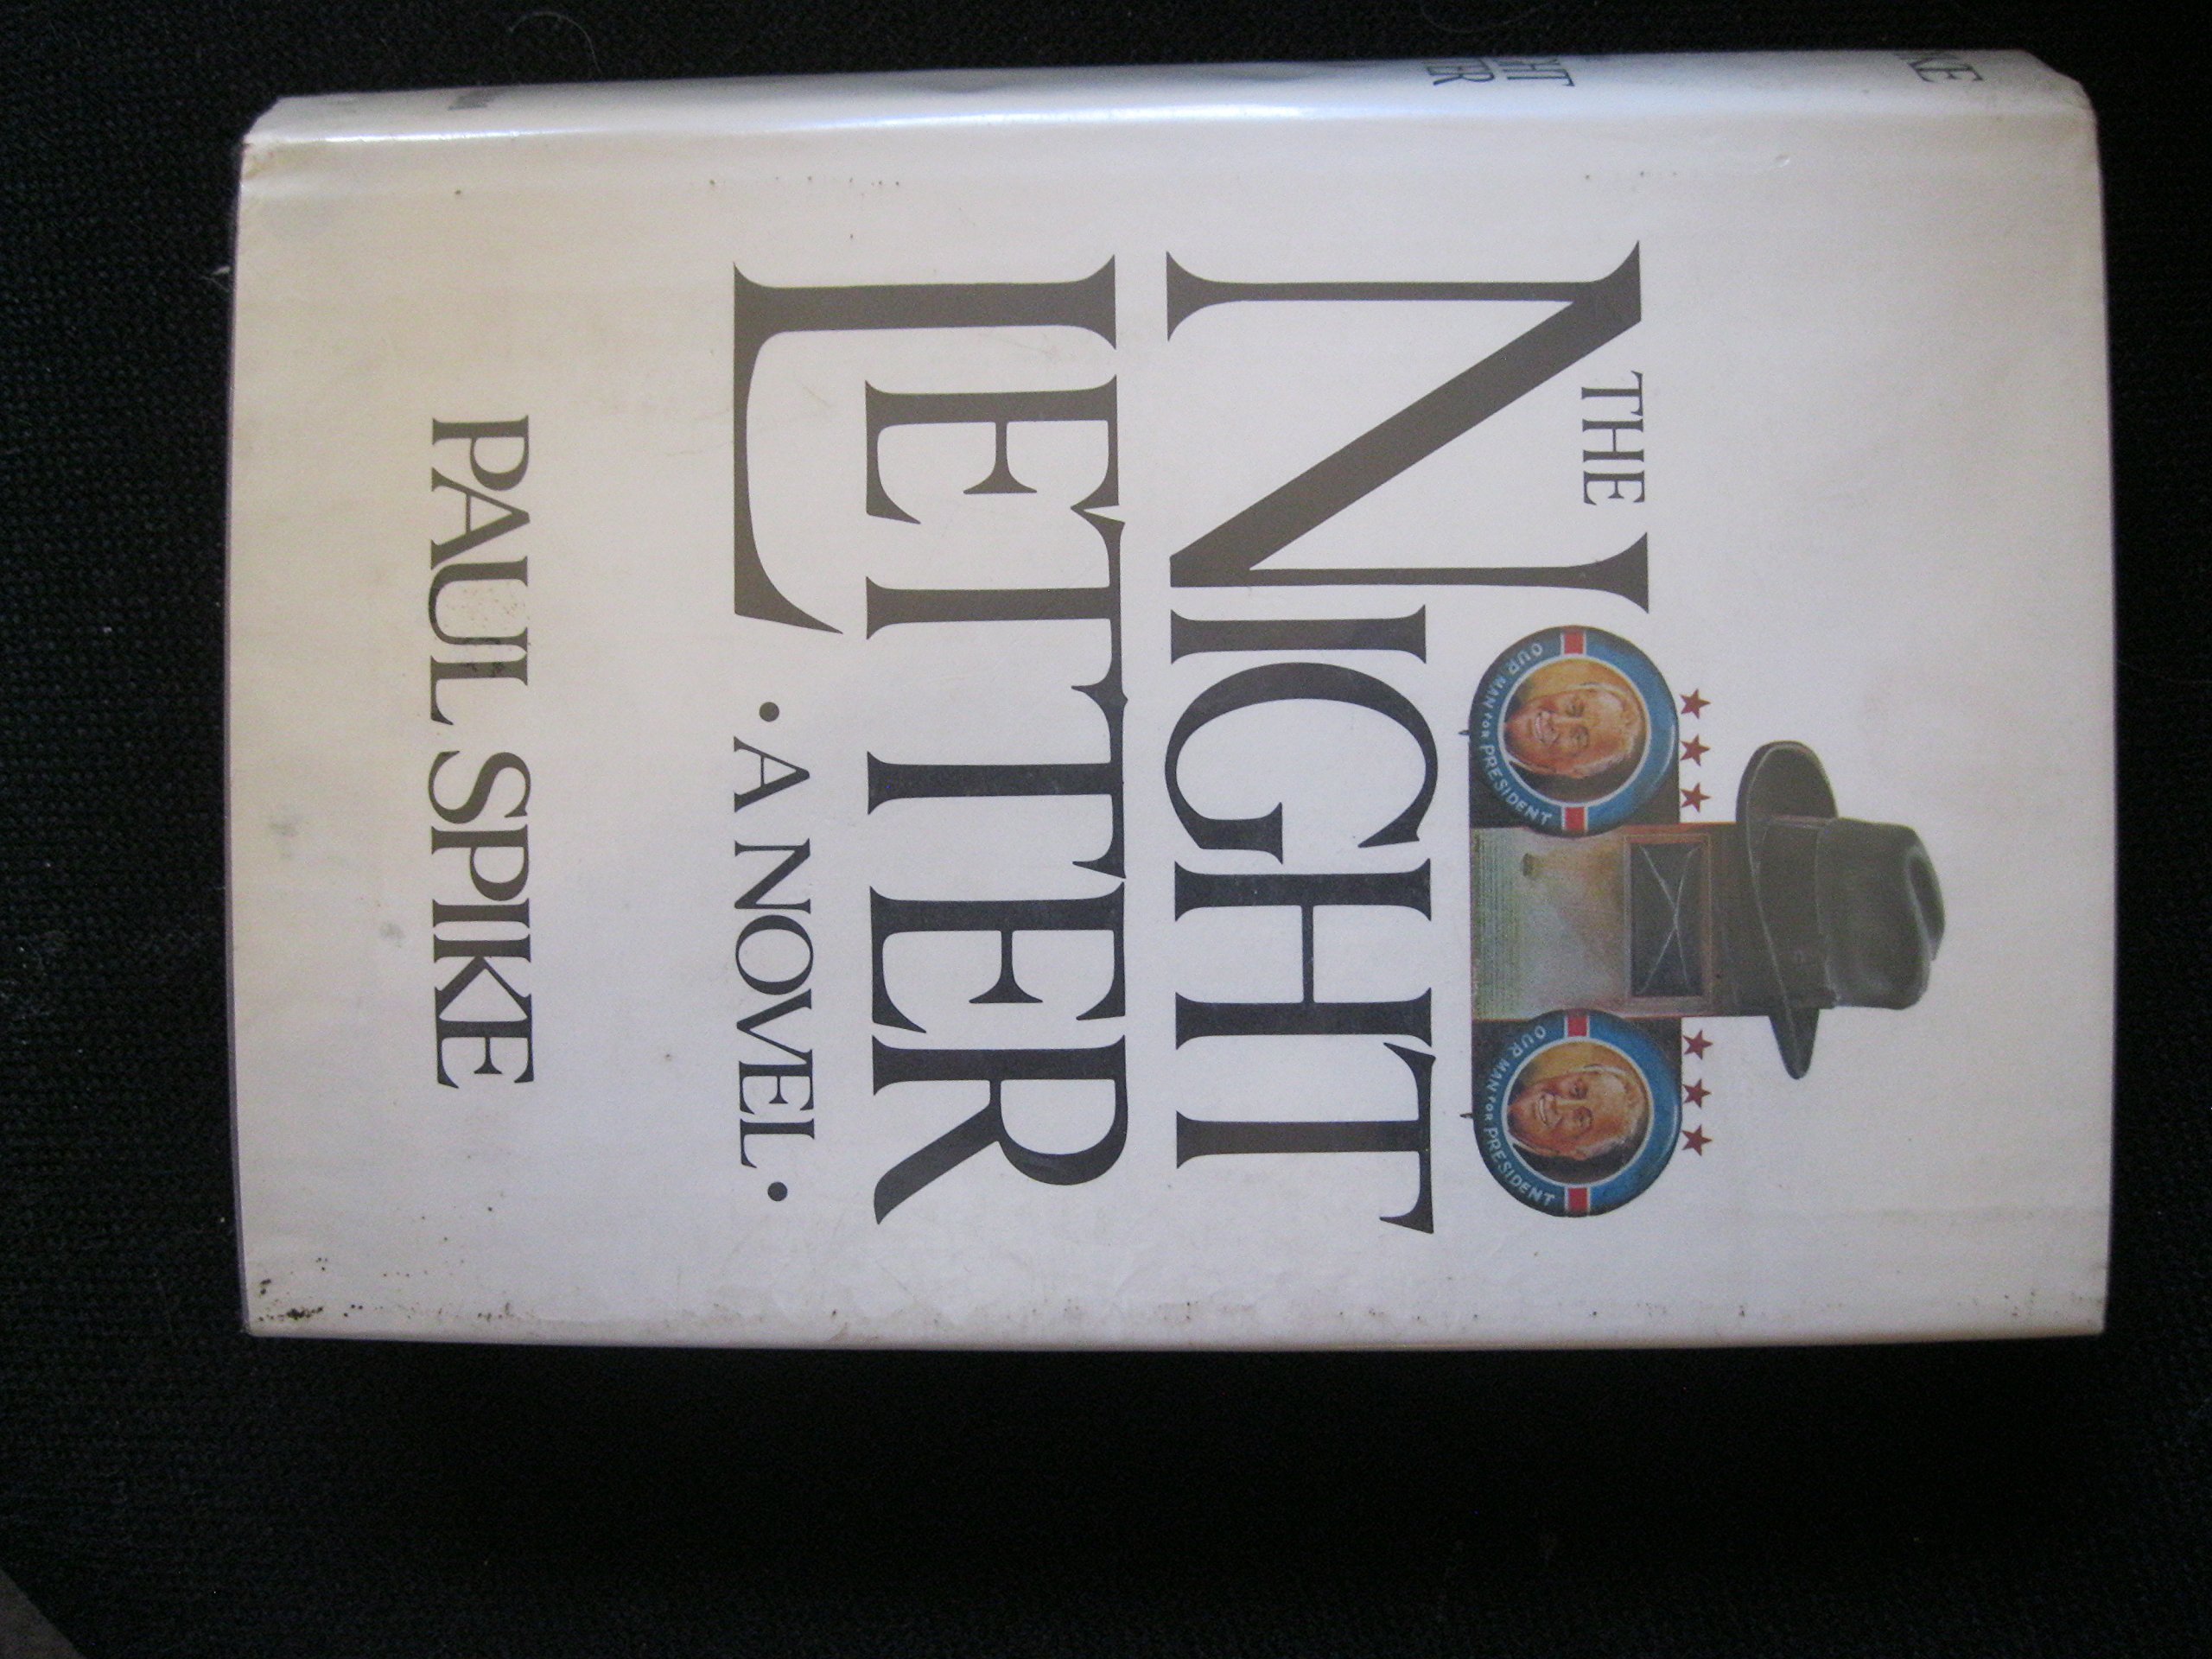 THE
NIGHT
LETTER
• A NOVEL •
PAUL SPIKE
OUR MAN FOR PRESIDENT
OUR MAN FOR PRESIDENT